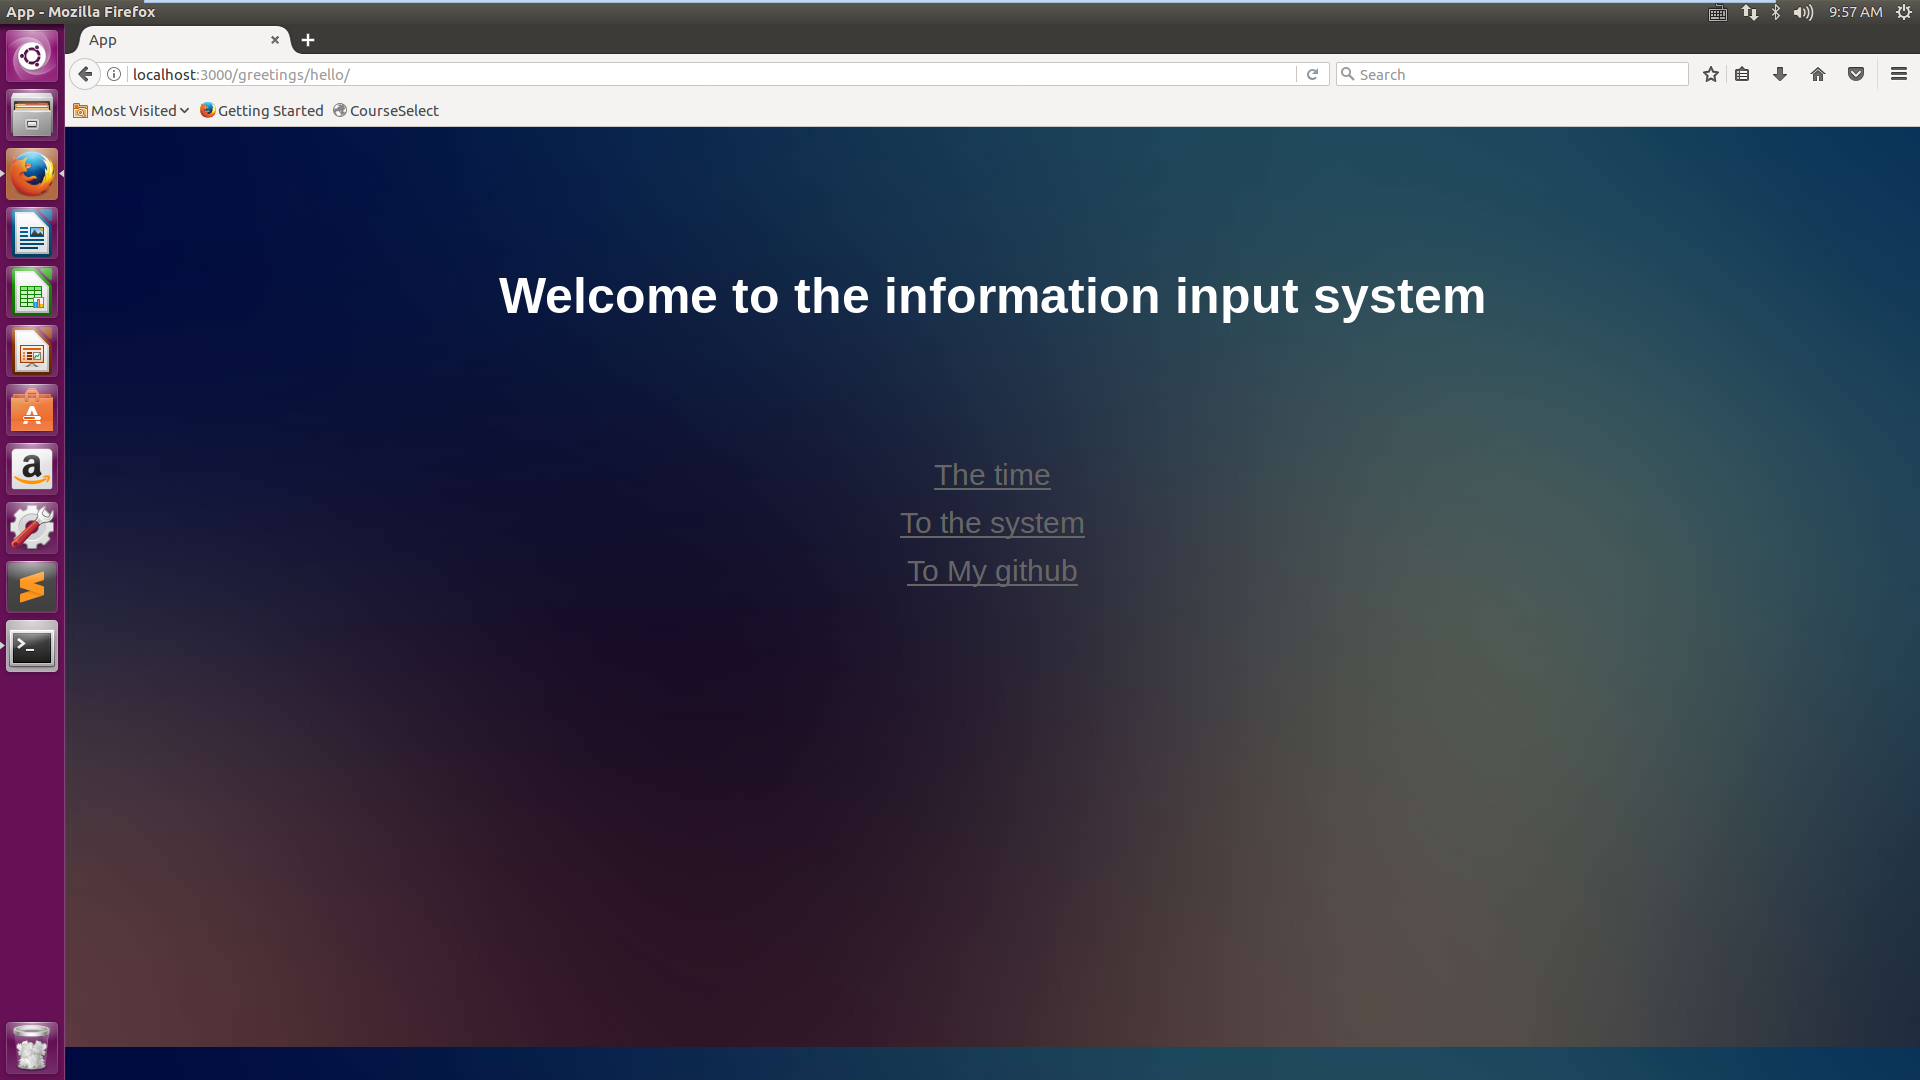 App - Mozilla Firefox
9:57 AM
App
localhost:3000/greetings/hello/
Search
Most Visited
Getting Started
CourseSelect
Welcome to the information input system
The time
To the system
To My github